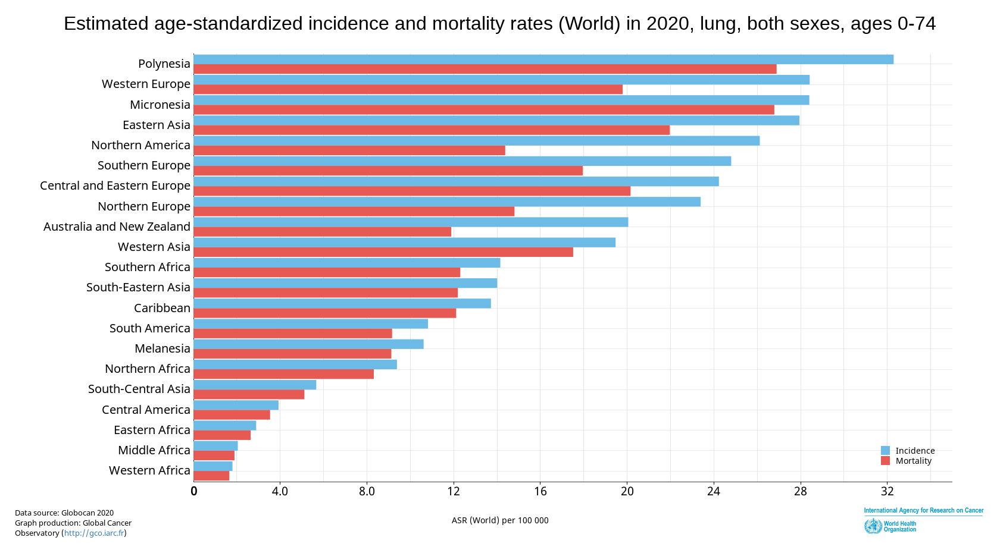 Estimated age-standardized incidence and mortality rates (World) in 2020, lung, both sexes, ages 0-74
Polynesia
Western Europe
Micronesia
Eastern Asia
Northern America
Southern Europe
Central and Eastern Europe
Northern Europe
Australia and New Zealand
Western Asia
Southern Africa
South-Eastern Asia
Caribbean
South America
Melanesia
Northern Africa
South-Central Asia
Central America
Eastern Africa
Middle Africa
Western Africa
Incidence
Mortality
0 4.0 8.0 12 16 20 24 28 32
ASR (World) per 100 000
Data source: Globocan 2020
Graph production: Global Cancer
Observatory (http://gco.iarc.fr)
International Agency for Research on Cancer
World Health
Organization